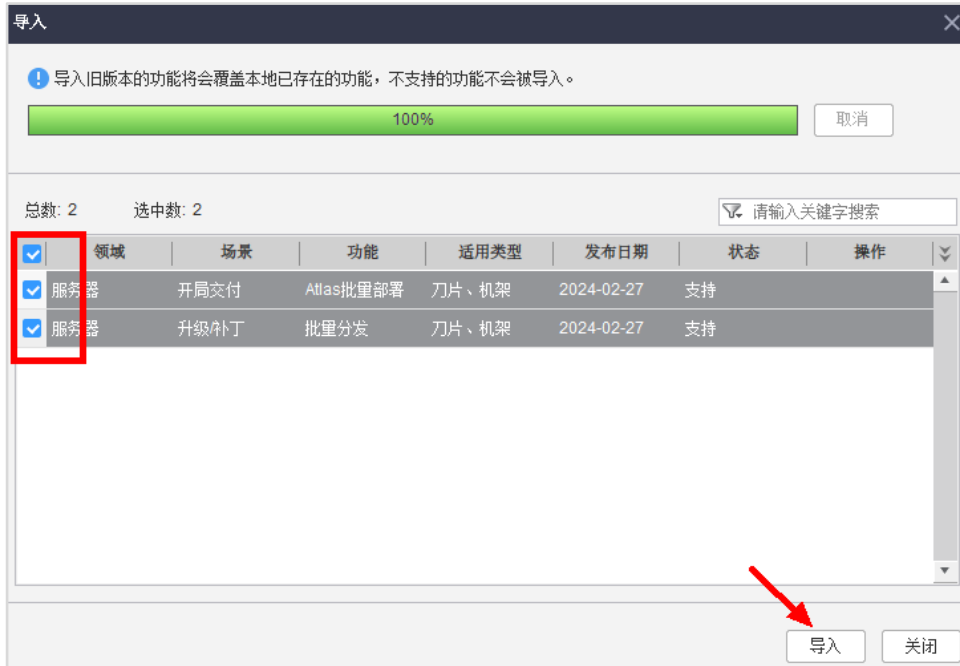 导入
导入旧版本的功能将会覆盖本地已存在的功能，不支持的功能不会被导入。
100%
取消
总数: 2 选中数: 2 请输入关键字搜索
领域 场景 功能 适用类型 发布日期 状态 操作
服务器 开局交付 Atlas批量部署 刀片、机架 2024-02-27 支持
服务器 升级/补丁 批量分发 刀片、机架 2024-02-27 支持
导入 关闭